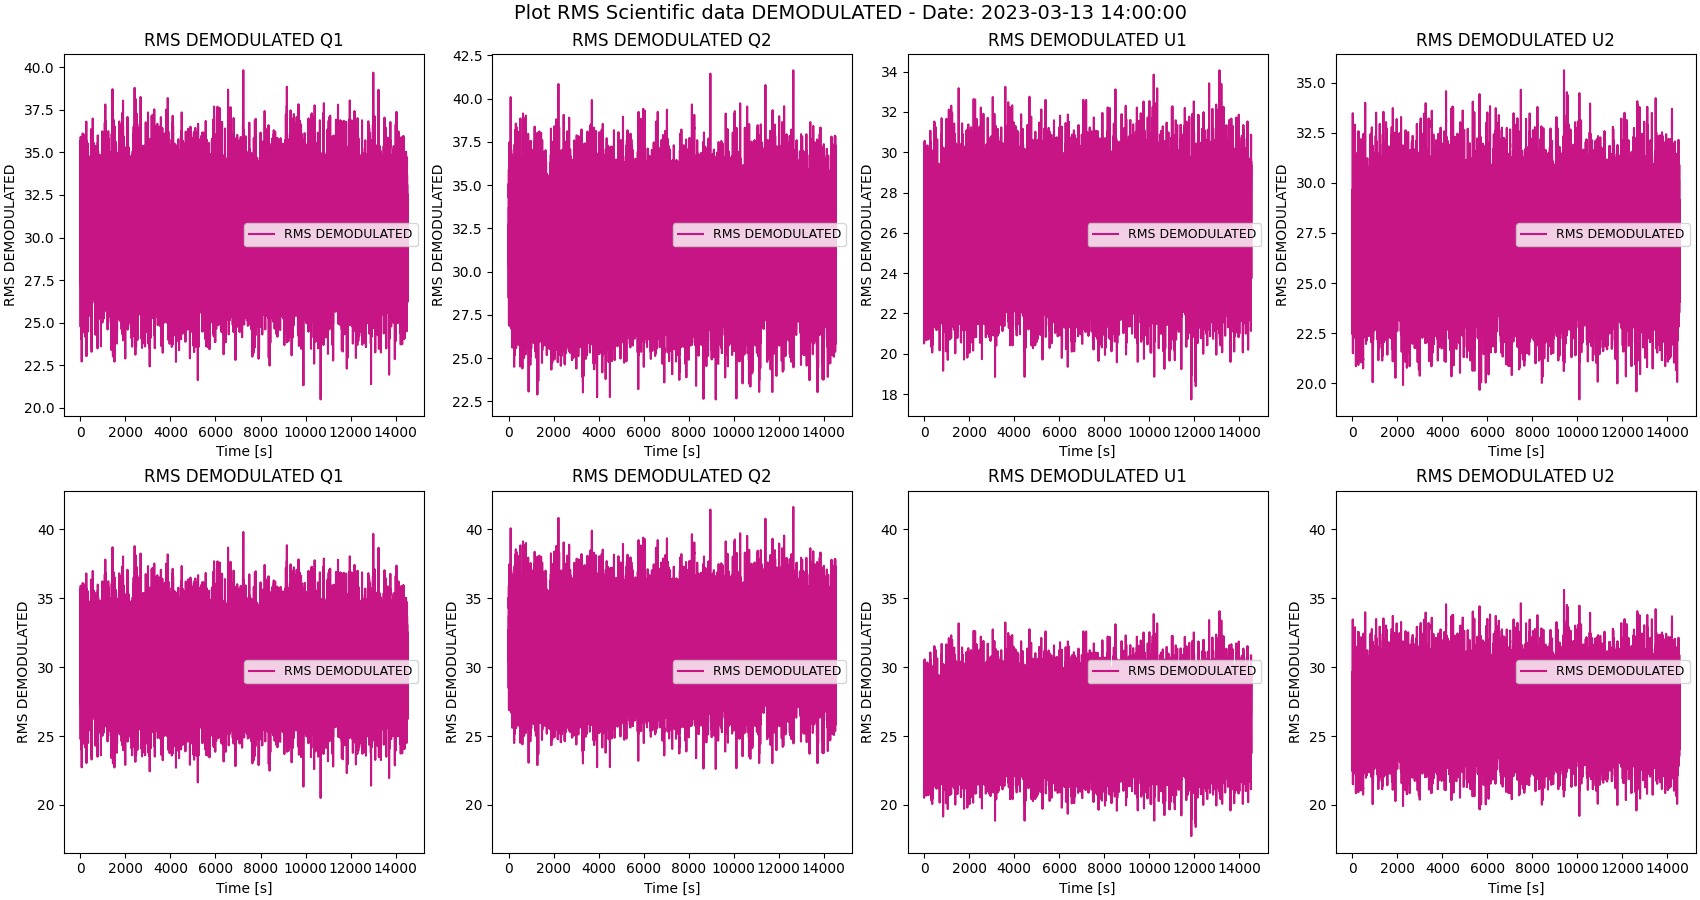 Plot RMS Scientific data DEMODULATED - Date: 2023-03-13 14:00:00
RMS DEMODULATED Q1
RMS DEMODULATED
40.0
37.5
35.0
32.5
30.0
27.5
25.0
22.5
20.0
RMS DEMODULATED
0 2000 4000 6000 8000 10000 12000 14000
Time [s]
RMS DEMODULATED Q2
RMS DEMODULATED
42.5
40.0
37.5
35.0
32.5
30.0
27.5
25.0
22.5
RMS DEMODULATED
0 2000 4000 6000 8000 10000 12000 14000
Time [s]
RMS DEMODULATED U1
RMS DEMODULATED
34
32
30
28
26
24
22
20
18
RMS DEMODULATED
0 2000 4000 6000 8000 10000 12000 14000
Time [s]
RMS DEMODULATED U2
RMS DEMODULATED
35.0
32.5
30.0
27.5
25.0
22.5
20.0
RMS DEMODULATED
0 2000 4000 6000 8000 10000 12000 14000
Time [s]
RMS DEMODULATED Q1
RMS DEMODULATED
40
35
30
25
20
RMS DEMODULATED
0 2000 4000 6000 8000 10000 12000 14000
Time [s]
RMS DEMODULATED Q2
RMS DEMODULATED
40
35
30
25
20
RMS DEMODULATED
0 2000 4000 6000 8000 10000 12000 14000
Time [s]
RMS DEMODULATED U1
RMS DEMODULATED
40
35
30
25
20
RMS DEMODULATED
0 2000 4000 6000 8000 10000 12000 14000
Time [s]
RMS DEMODULATED U2
RMS DEMODULATED
40
35
30
25
20
RMS DEMODULATED
0 2000 4000 6000 8000 10000 12000 14000
Time [s]